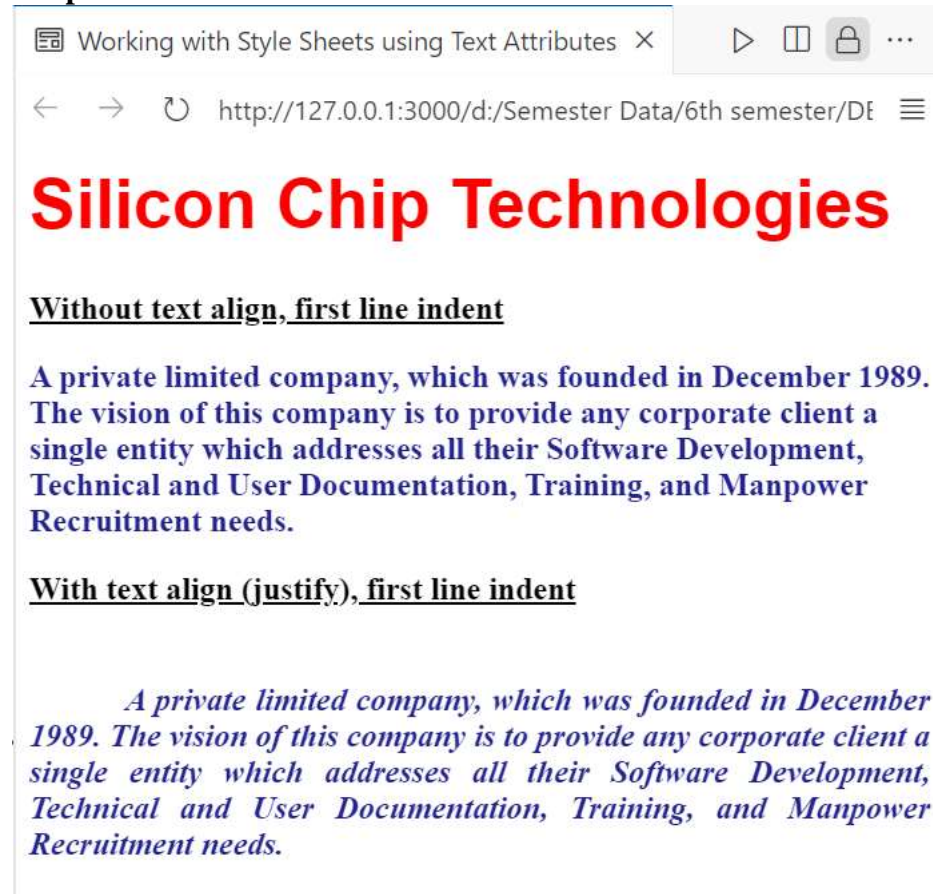 Working with Style Sheets using Text Attributes
http://127.0.0.1:3000/d:/Semester Data/6th semester/DE
Silicon Chip Technologies
Without text align, first line indent
A private limited company, which was founded in December 1989.
The vision of this company is to provide any corporate client a
single entity which addresses all their Software Development,
Technical and User Documentation, Training, and Manpower
Recruitment needs.
With text align (justify), first line indent
A private limited company, which was founded in December
1989. The vision of this company is to provide any corporate client a
single entity which addresses all their Software Development,
Technical and User Documentation, Training, and Manpower
Recruitment needs.